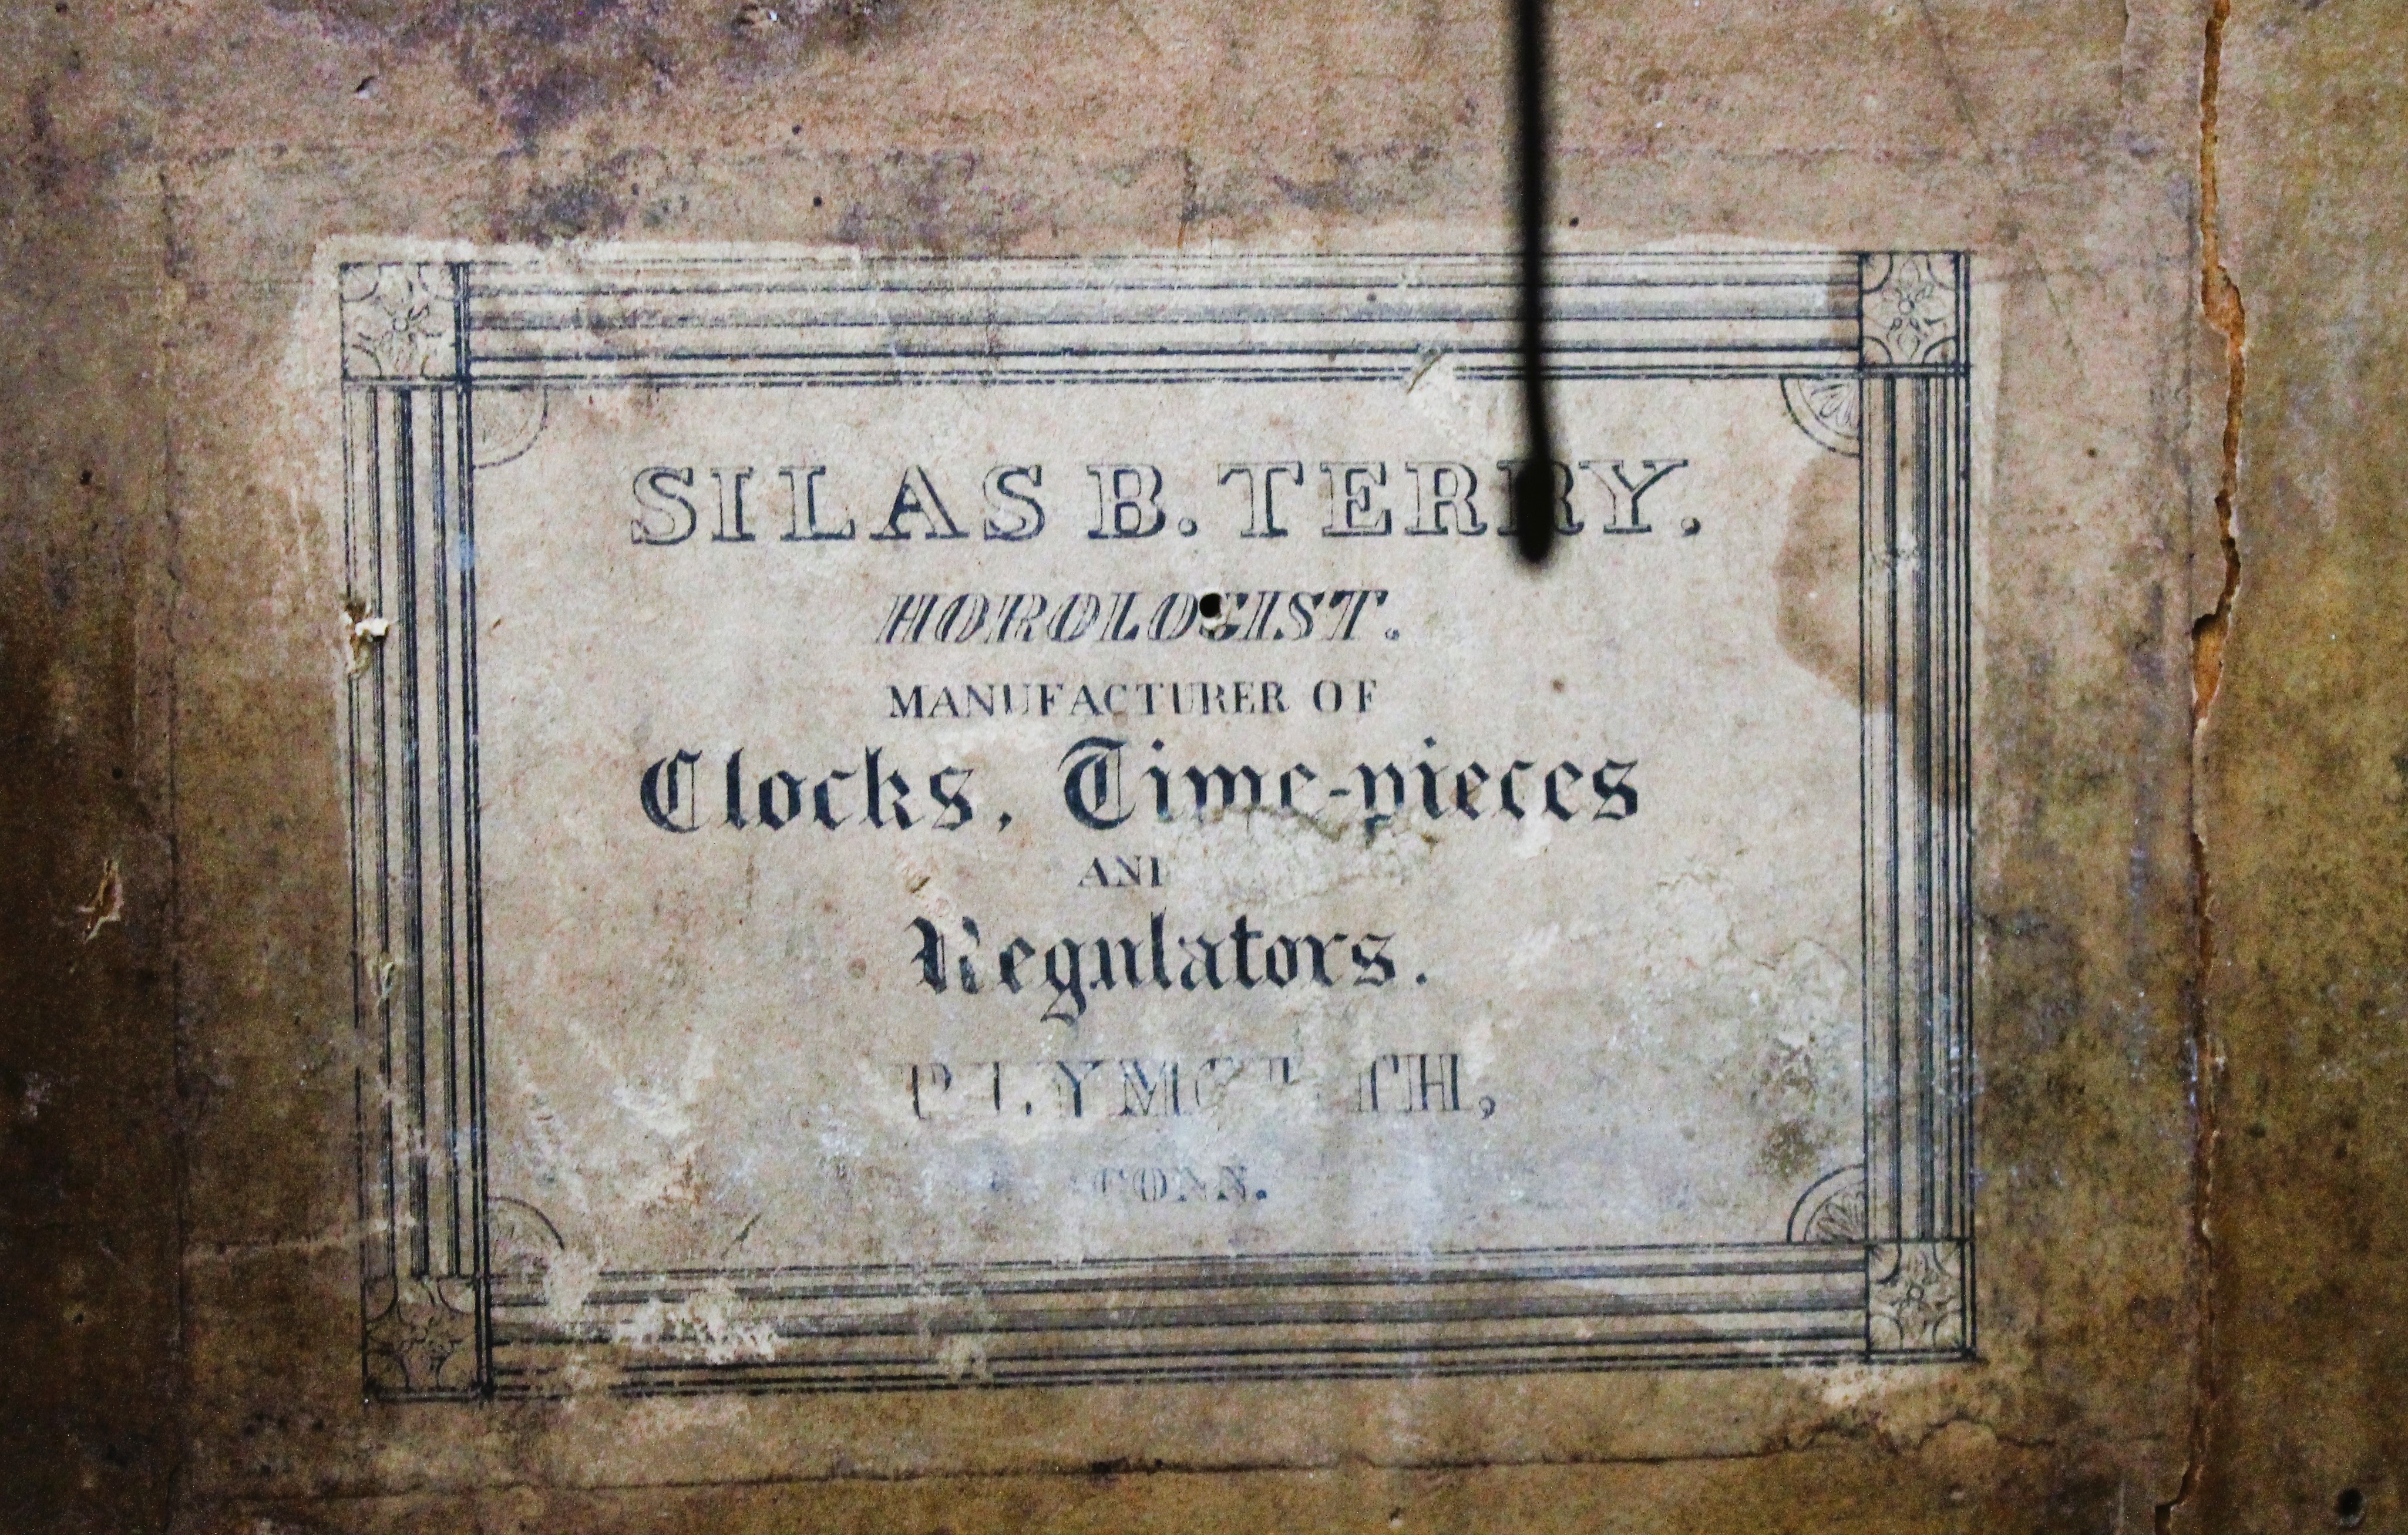 SILAS B. TERRY.
HOROLOGIST.
MANUFACTURER OF
Clocks, Time-pieces
AND
Regulators.
PLYMOUTH,
CONN.